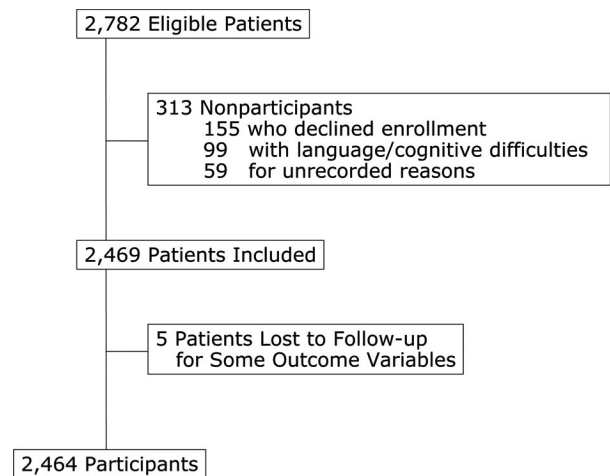 2,782 Eligible Patients
313 Nonparticipants
155 who declined enrollment
99 with language/cognitive difficulties
59 for unrecorded reasons
2,469 Patients Included
5 Patients Lost to Follow-up
for Some Outcome Variables
2,464 Participants